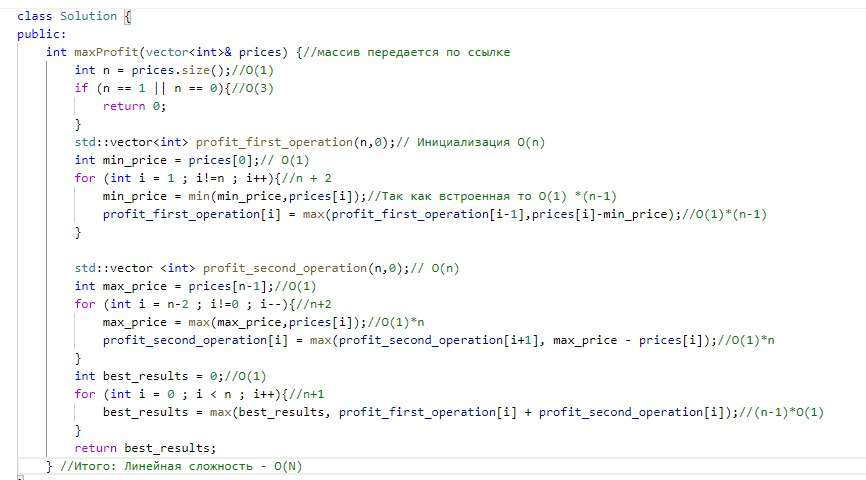 class Solution {
public:
    int maxProfit(vector<int>& prices) {//массив передается по ссылке
        int n = prices.size();//O(1)
        if (n == 1 || n == 0){//O(3)
            return 0;
        }
        std::vector<int> profit_first_operation(n,0);// Инициализация O(n)
        int min_price = prices[0];// O(1)
        for (int i = 1 ; i!=n ; i++){//n + 2
            min_price = min(min_price,prices[i]);//Так как встроенная то O(1) *(n-1)
            profit_first_operation[i] = max(profit_first_operation[i-1],prices[i]-min_price);//O(1)*(n-1)
        }
        std::vector <int> profit_second_operation(n,0);// O(n)
        int max_price = prices[n-1];//O(1)
        for (int i = n-2 ; i!=0 ; i--){//n+2
            max_price = max(max_price,prices[i]);//O(1)*n
            profit_second_operation[i] = max(profit_second_operation[i+1], max_price - prices[i]);//O(1)*n
        }
        int best_results = 0;//O(1)
        for (int i = 0 ; i < n ; i++){//n+1
            best_results = max(best_results, profit_first_operation[i] + profit_second_operation[i]);//(n-1)*O(1)
        }
        return best_results;
    } //Итого: Линейная сложность - O(N)